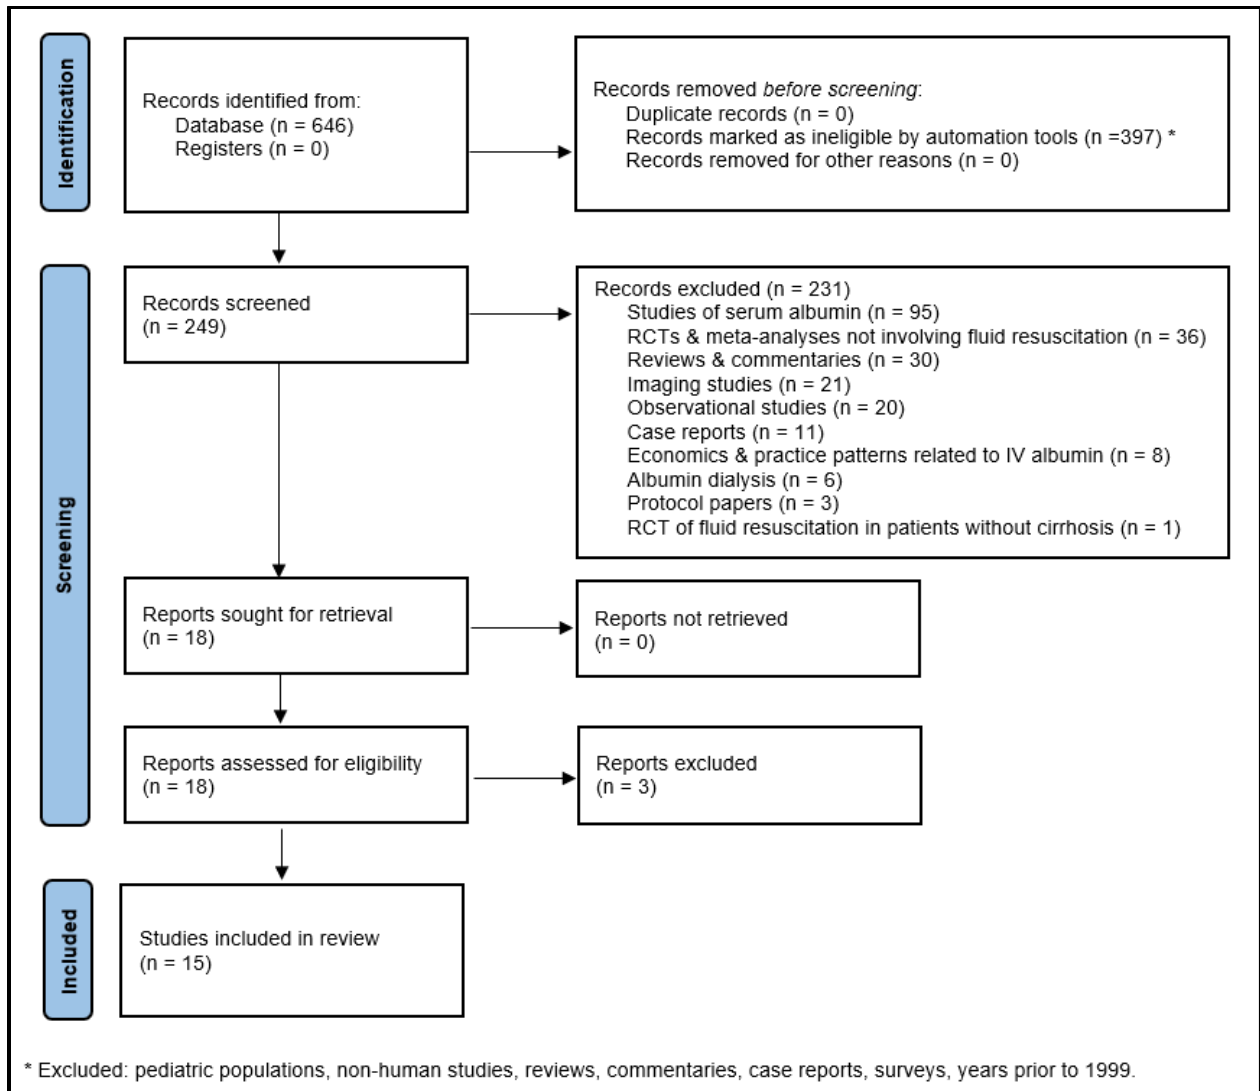 Identification
Records identified from:
Database (n = 646)
Registers (n = 0)
Records removed before screening:
Duplicate records (n = 0)
Records marked as ineligible by automation tools (n =397) *
Records removed for other reasons (n = 0)
Screening
Records screened
(n = 249)
Records excluded (n = 231)
Studies of serum albumin (n = 95)
RCTs & meta-analyses not involving fluid resuscitation (n = 36)
Reviews & commentaries (n = 30)
Imaging studies (n = 21)
Observational studies (n = 20)
Case reports (n = 11)
Economics & practice patterns related to IV albumin (n = 8)
Albumin dialysis (n = 6)
Protocol papers (n = 3)
RCT of fluid resuscitation in patients without cirrhosis (n = 1)
Reports sought for retrieval
(n = 18)
Reports not retrieved
(n = 0)
Reports assessed for eligibility
(n = 18)
Reports excluded
(n = 3)
Included
Studies included in review
(n = 15)
* Excluded: pediatric populations, non-human studies, reviews, commentaries, case reports, surveys, years prior to 1999.